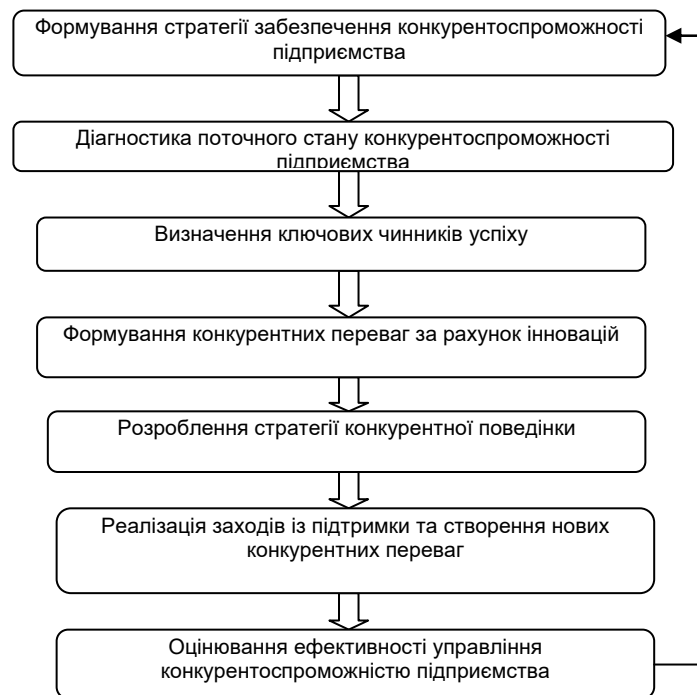 Формування стратегії забезпечення конкурентоспроможності
підприємства
Діагностика поточного стану конкурентоспроможності
підприємства
Визначення ключових чинників успіху
Формування конкурентних переваг за рахунок інновацій
Розроблення стратегії конкурентної поведінки
Реалізація заходів із підтримки та створення нових
конкурентних переваг
Оцінювання ефективності управління
конкурентоспроможністю підприємства